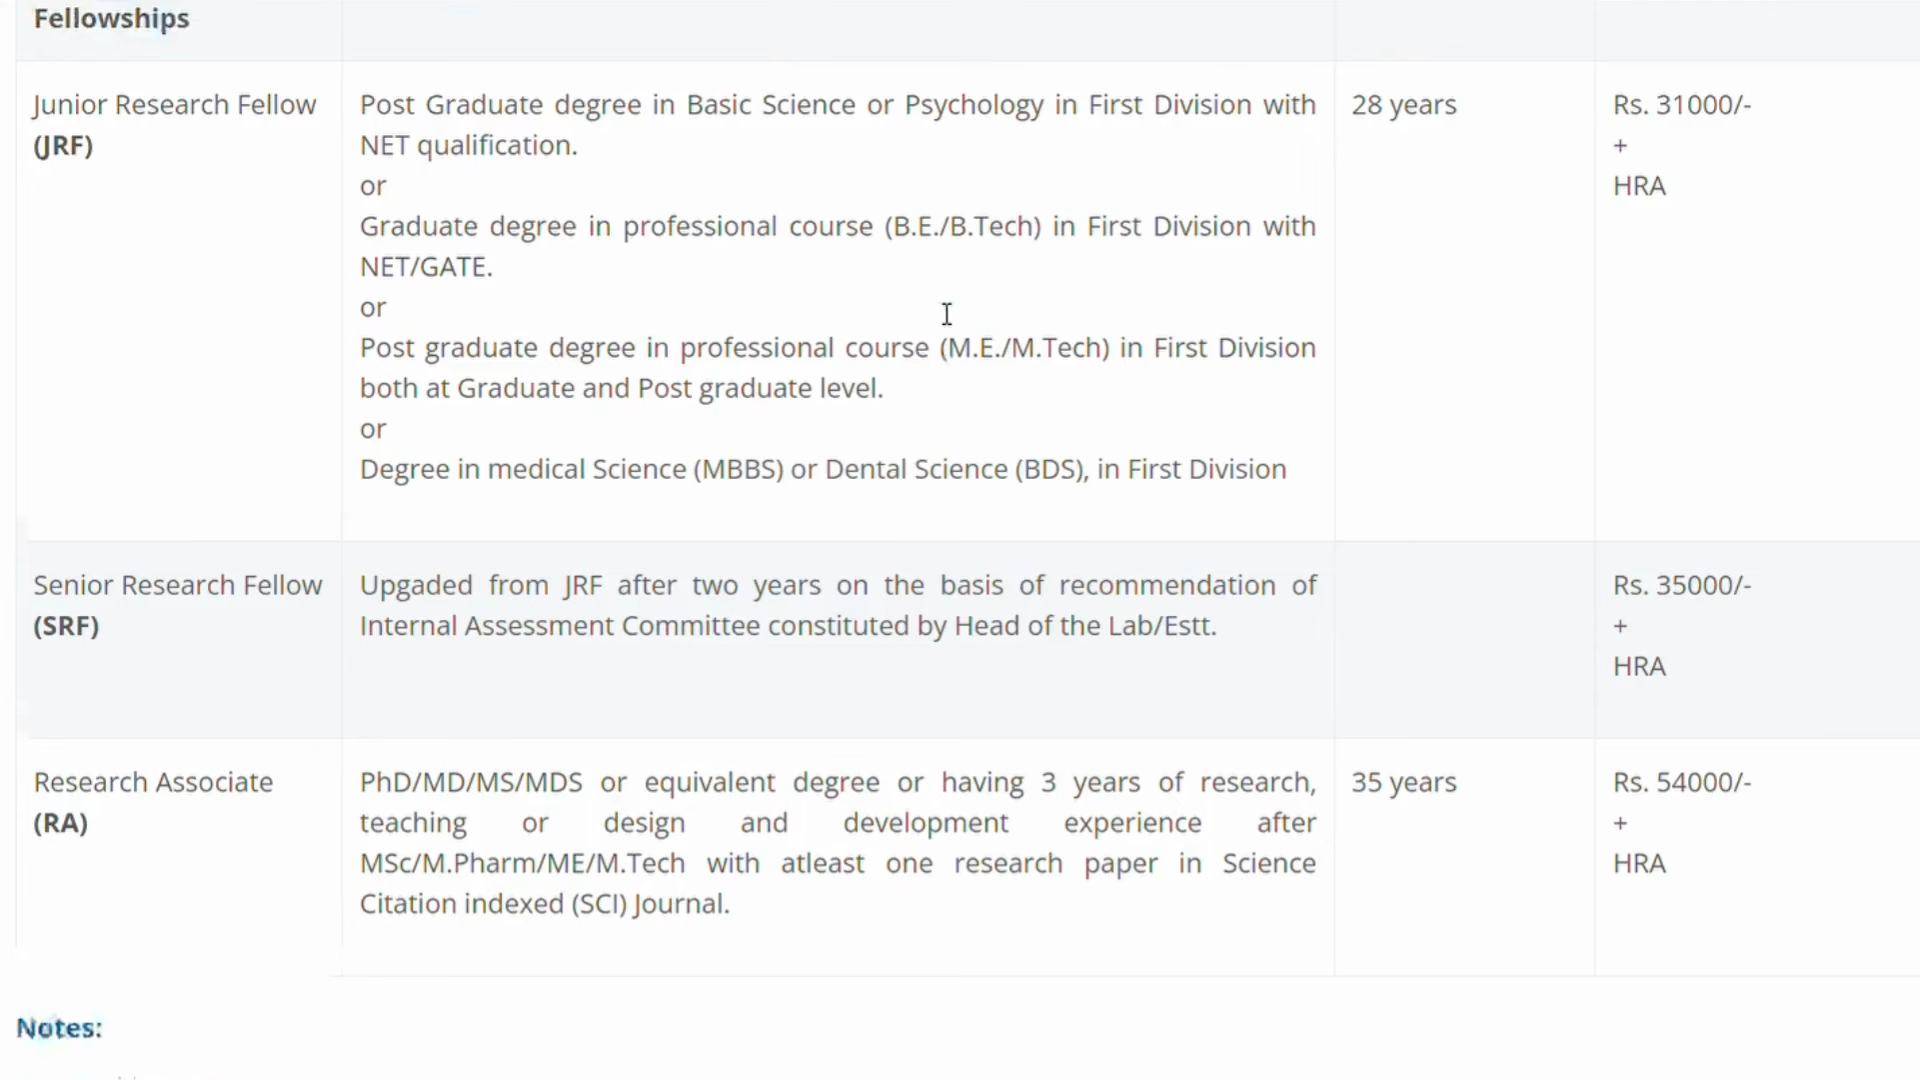 Fellowships
Junior Research Fellow
(JRF)
Post Graduate degree in Basic Science or Psychology in First Division with
NET qualification.
or
Graduate degree in professional course (B.E./B.Tech) in First Division with
NET/GATE.
or
Post graduate degree in professional course (M.E./M.Tech) in First Division
both at Graduate and Post graduate level.
or
Degree in medical Science (MBBS) or Dental Science (BDS), in First Division
28 years
Rs. 31000/-
+
HRA
Senior Research Fellow
(SRF)
Upgaded from JRF after two years on the basis of recommendation of
Internal Assessment Committee constituted by Head of the Lab/Estt.
Rs. 35000/-
+
HRA
Research Associate
(RA)
PhD/MD/MS/MDS or equivalent degree or having 3 years of research,
teaching or design and development experience after
MSc/M.Pharm/ME/M.Tech with atleast one research paper in Science
Citation indexed (SCI) Journal.
35 years
Rs. 54000/-
+
HRA
Notes: